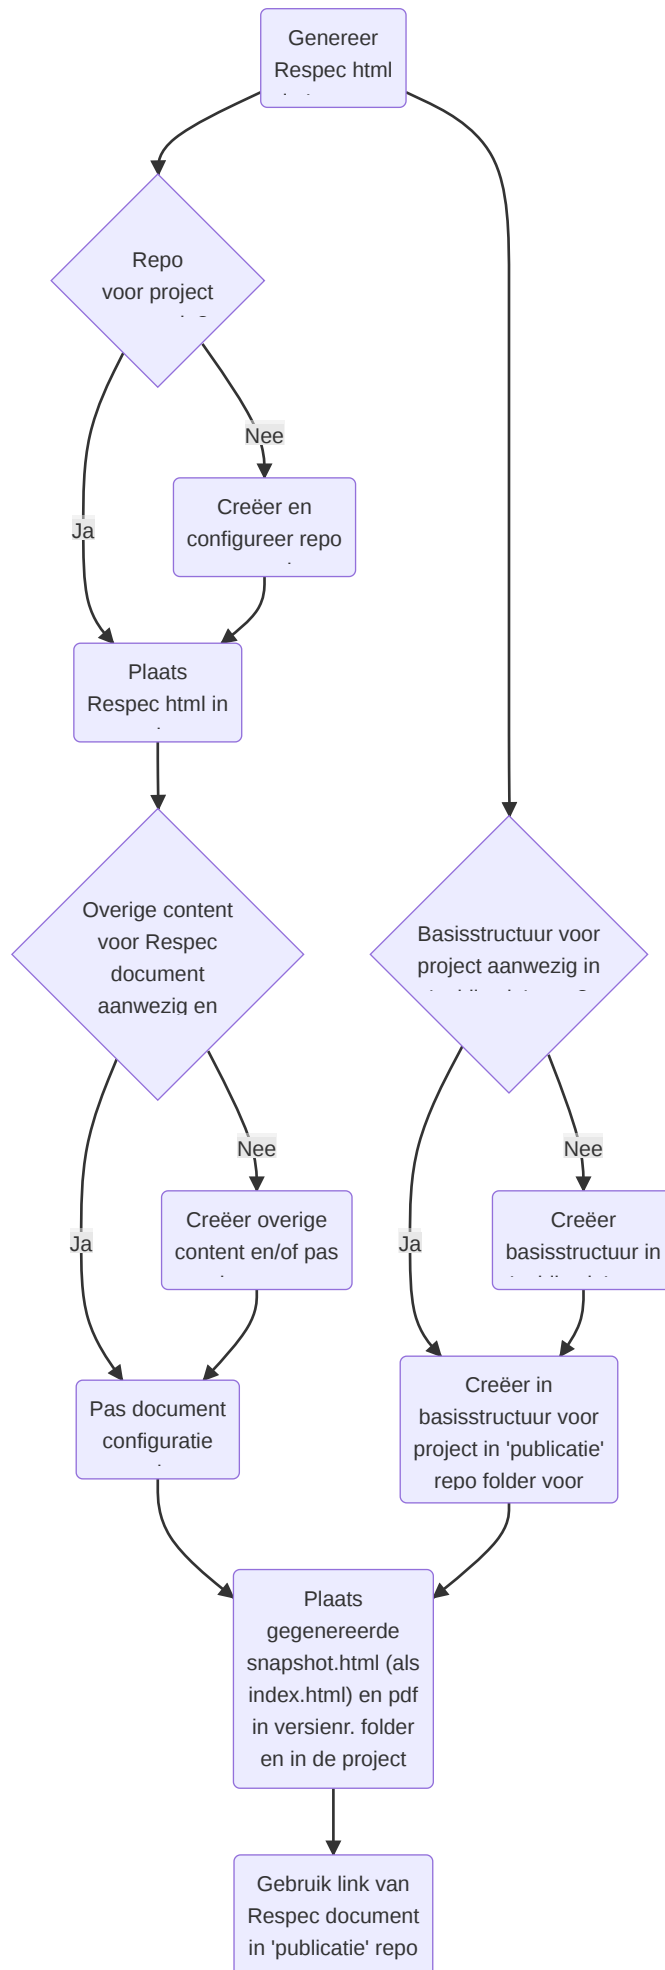 Genereer
Respec html
Repo
voor project
Nee
Creëer en
configureer repo
Ja
Plaats
Respec html in
Overige content
voor Respec
document
aanwezig en
Basisstructuur voor
project aanwezig in
Nee
Nee
Creëer overige
content en/of pas
Creëer
basisstructuur in
Ja
Ja
Pas document
configuratie
Creëer in
basisstructuur voor
project in 'publicatie'
repo folder voor
Plaats
gegenereerde
snapshot.html (als
index.html) en pdf
in versienr. folder
en in de project
Gebruik link van
Respec document
in 'publicatie' repo